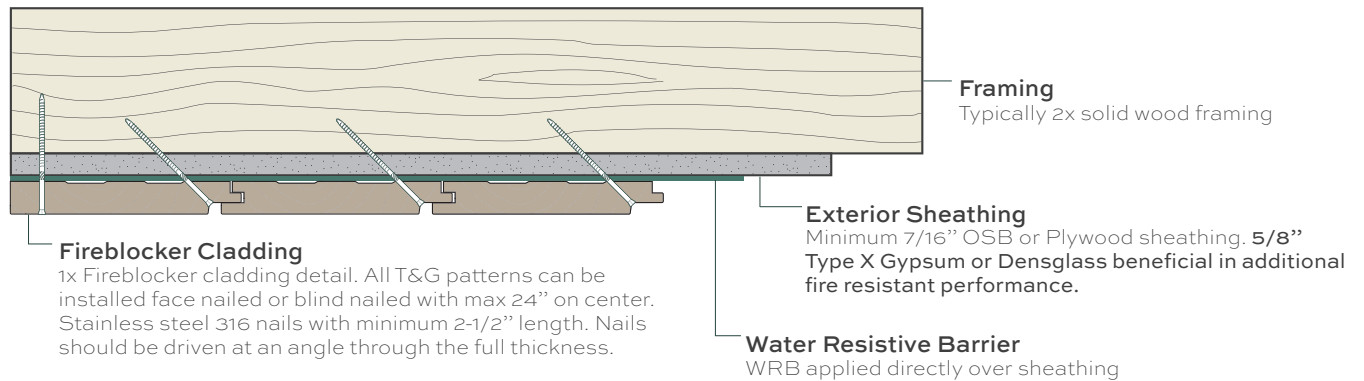 Framing
Typically 2x solid wood framing
Exterior Sheathing
Minimum 7/16” OSB or Plywood sheathing. 5/8”
Type X Gypsum or Densglass beneficial in additional
fire resistant performance.
Fireblocker Cladding
1x Fireblocker cladding detail. All T&G patterns can be
installed face nailed or blind nailed with max 24” on center.
Stainless steel 316 nails with minimum 2-1/2” length. Nails
should be driven at an angle through the full thickness.
Water Resistive Barrier
WRB applied directly over sheathing